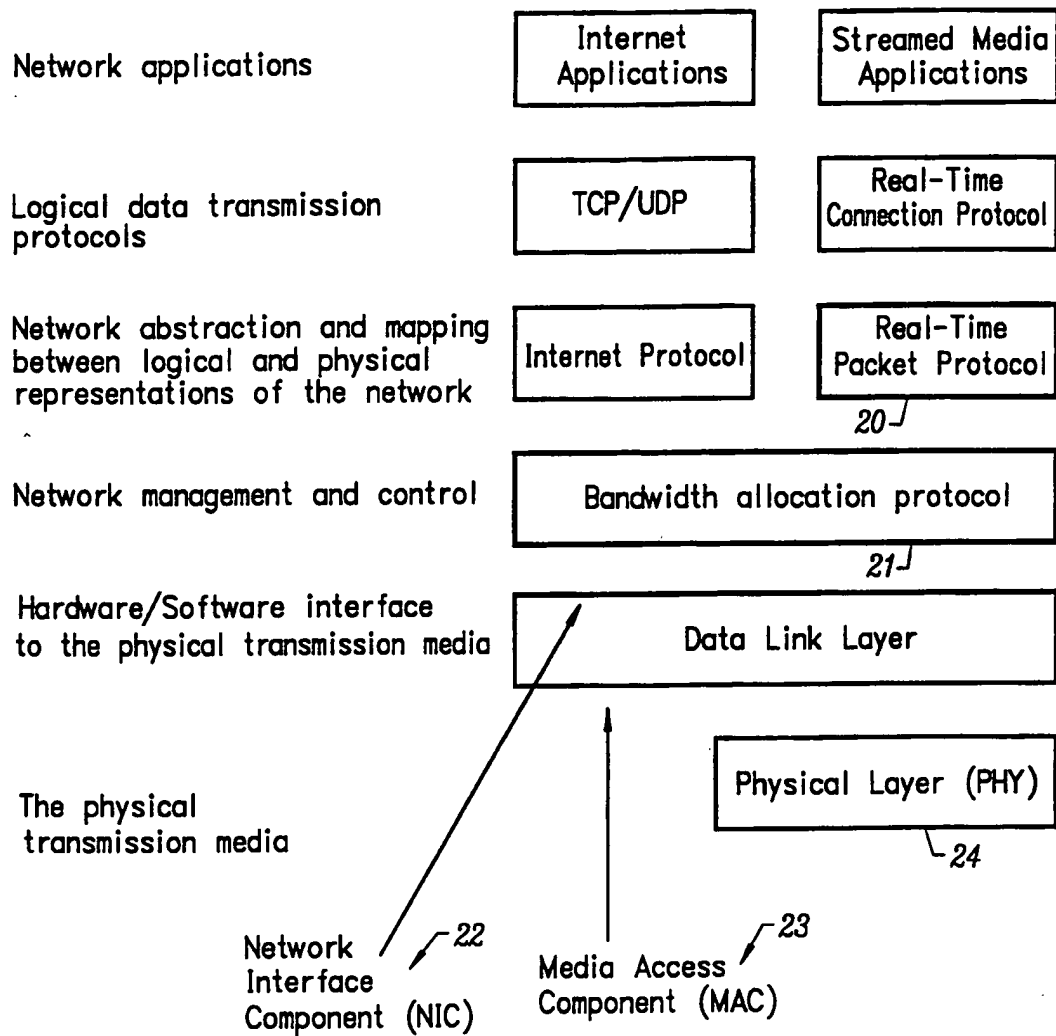 Network applications
Internet
Applications
Streamed Media
Applications
Logical data transmission
protocols
TCP/UDP
Real-Time
Connection Protocol
Network abstraction and mapping
between logical and physical
representations of the network
Internet Protocol
Real-Time
Packet Protocol
20
Network management and control
Bandwidth allocation protocol
21
Hardware/Software interface
to the physical transmission media
Data Link Layer
The physical
transmission media
Physical Layer (PHY)
24
Network
Interface
Component (NIC)
22
Media Access
Component (MAC)
23